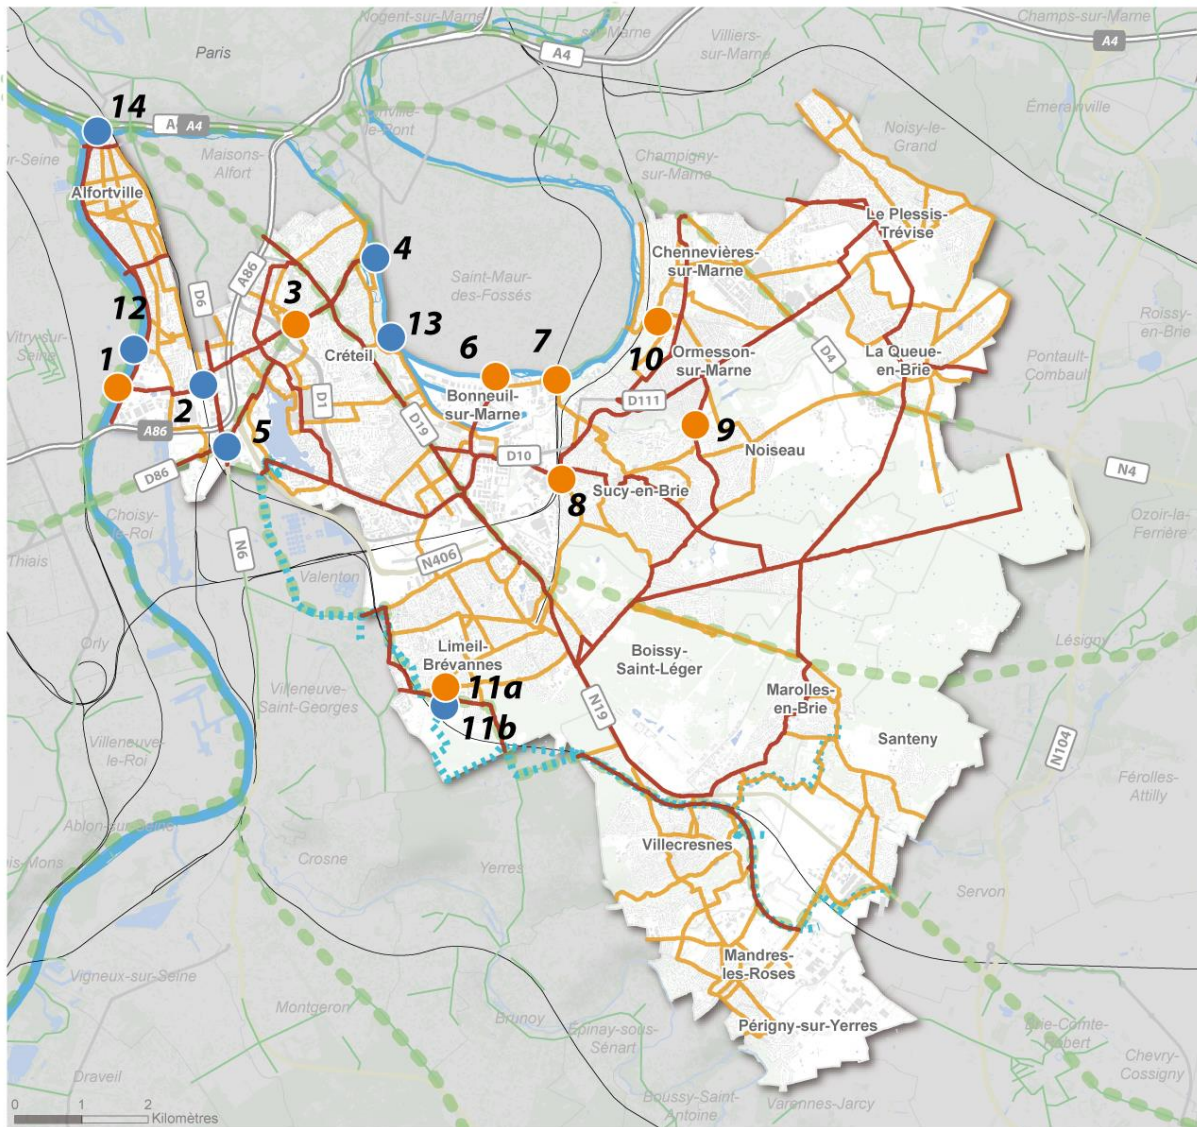 Nogent-sur-Marne
Champs-sur-Marne
Paris
A4
Villiers-
sur-Marne
A4
14
A4
Émerainville
Maisons-
Alfort
Noisy-le-
Grand
Champigny-
sur-Marne
Alfortville
Le Plessis-
Trévise
4
Chennevières-
sur-Marne
A86
D6
3
Saint-Maur-
des-Fossés
12
13
Vitry-sur-
Seine
Roissy-
en-Brie
1
Créteil
6
7
10
Ormesson-
sur-Marne
D4
La Queue-
en-Brie
Pontault-
Combault
2
D1
Bonneuil-
sur-Marne
D111
A86
5
D19
9
D10
Noiseau
D86
N4
Choisy-
le-Roi
Sucy-en-Brie
8
Ozoir-la-
Ferrière
Thiais
N6
N406
Valenton
Orly
Limeil-
Brévannes
Boissy-
Saint-Léger
Lésigny
11a
Marolles-
en-Brie
Villeneuve-
Saint-Georges
N19
11b
Santeny
Villeneuve-
le-Roi
N104
Férolles-
Attilly
Ablon-sur-Seine
Villecresnes
Crosne
Yerres
Servon
Mandres-
les-Roses
Vigneux-sur-Seine
Montgeron
Brunoy
Périgny-sur-Yerres
Épinay-sous-
Sénart
Brie-Comte-
Robert
Chevry-
Cossigny
Draveil
Boussy-Saint-
Antoine
Varennes-Jarcy
0 1 2
Kilomètres